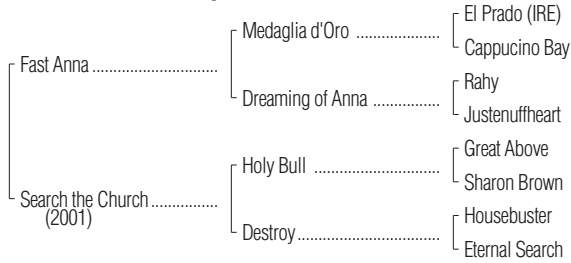 El Prado (IRE)
Medaglia d'Oro ..................
Cappucino Bay
Fast Anna ...........................
Rahy
Dreaming of Anna ................
Justenuffheart
Great Above
Holy Bull ...........................
Sharon Brown
Search the Church ..............
(2001)
Housebuster
Destroy ..............................
Eternal Search